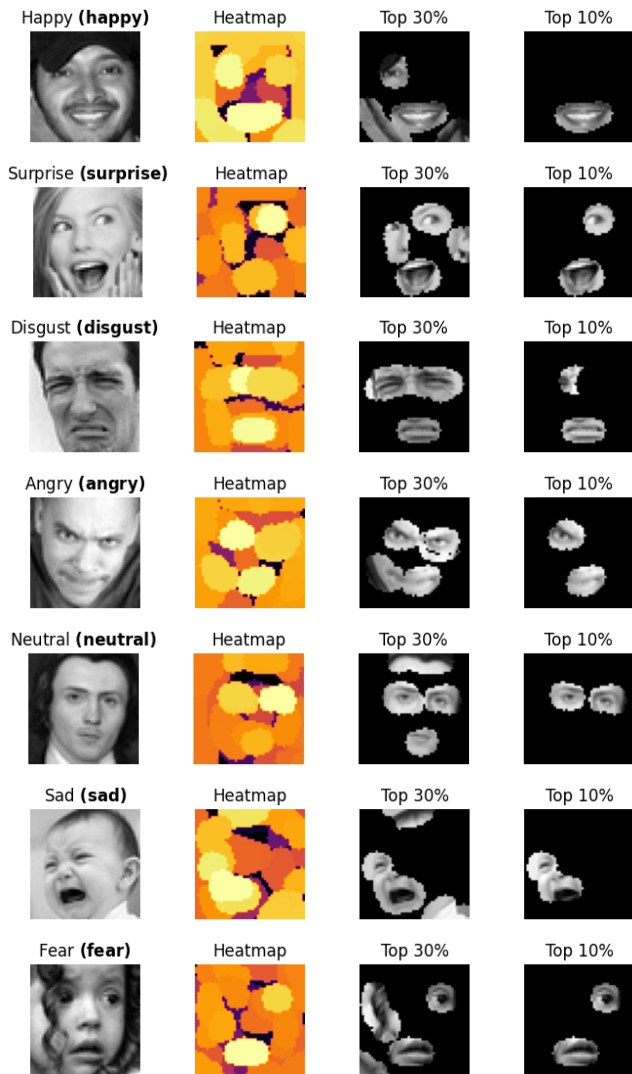 Happy (happy) Heatmap Top 30% Top 10%
Surprise (surprise) Heatmap Top 30% Top 10%
Disgust (disgust) Heatmap Top 30% Top 10%
Angry (angry) Heatmap Top 30% Top 10%
Neutral (neutral) Heatmap Top 30% Top 10%
Sad (sad) Heatmap Top 30% Top 10%
Fear (fear) Heatmap Top 30% Top 10%